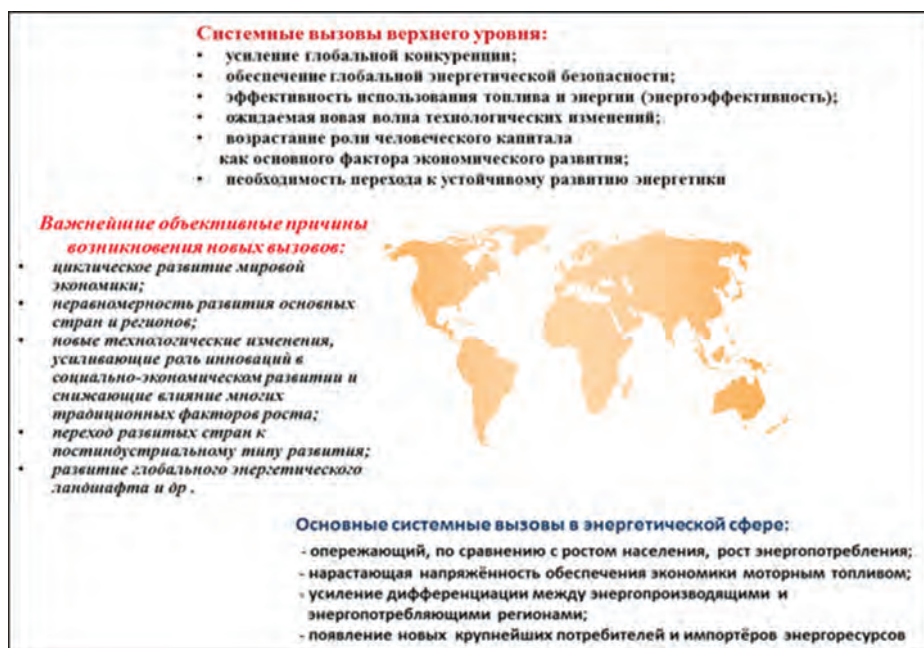 Системные вызовы верхнего уровня:
• усиление глобальной конкуренции;
• обеспечение глобальной энергетической безопасности;
• эффективность использования топлива и энергии (энергоэффективность);
• ожидаемая новая волна технологических изменений;
• возрастание роли человеческого капитала
как основного фактора экономического развития;
• необходимость перехода к устойчивому развитию энергетики
Важнейшие объективные причины
возникновения новых вызовов:
• циклическое развитие мировой
экономики;
• неравномерность развития основных
стран и регионов;
• новые технологические изменения,
усиливающие роль инноваций в
социально-экономическом развитии и
снижающие влияние многих
традиционных факторов роста;
• переход развитых стран к
постиндустриальному типу развития;
• развитие глобального энергетического
ландшафта и др .
Основные системные вызовы в энергетической сфере:
- опережающий, по сравнению с ростом населения, рост энергопотребления;
- нарастающая напряжённость обеспечения экономики моторным топливом;
- усиление дифференциации между энергопроизводящими и
энергопотребляющими регионами;
- появление новых крупнейших потребителей и импортёров энергоресурсов